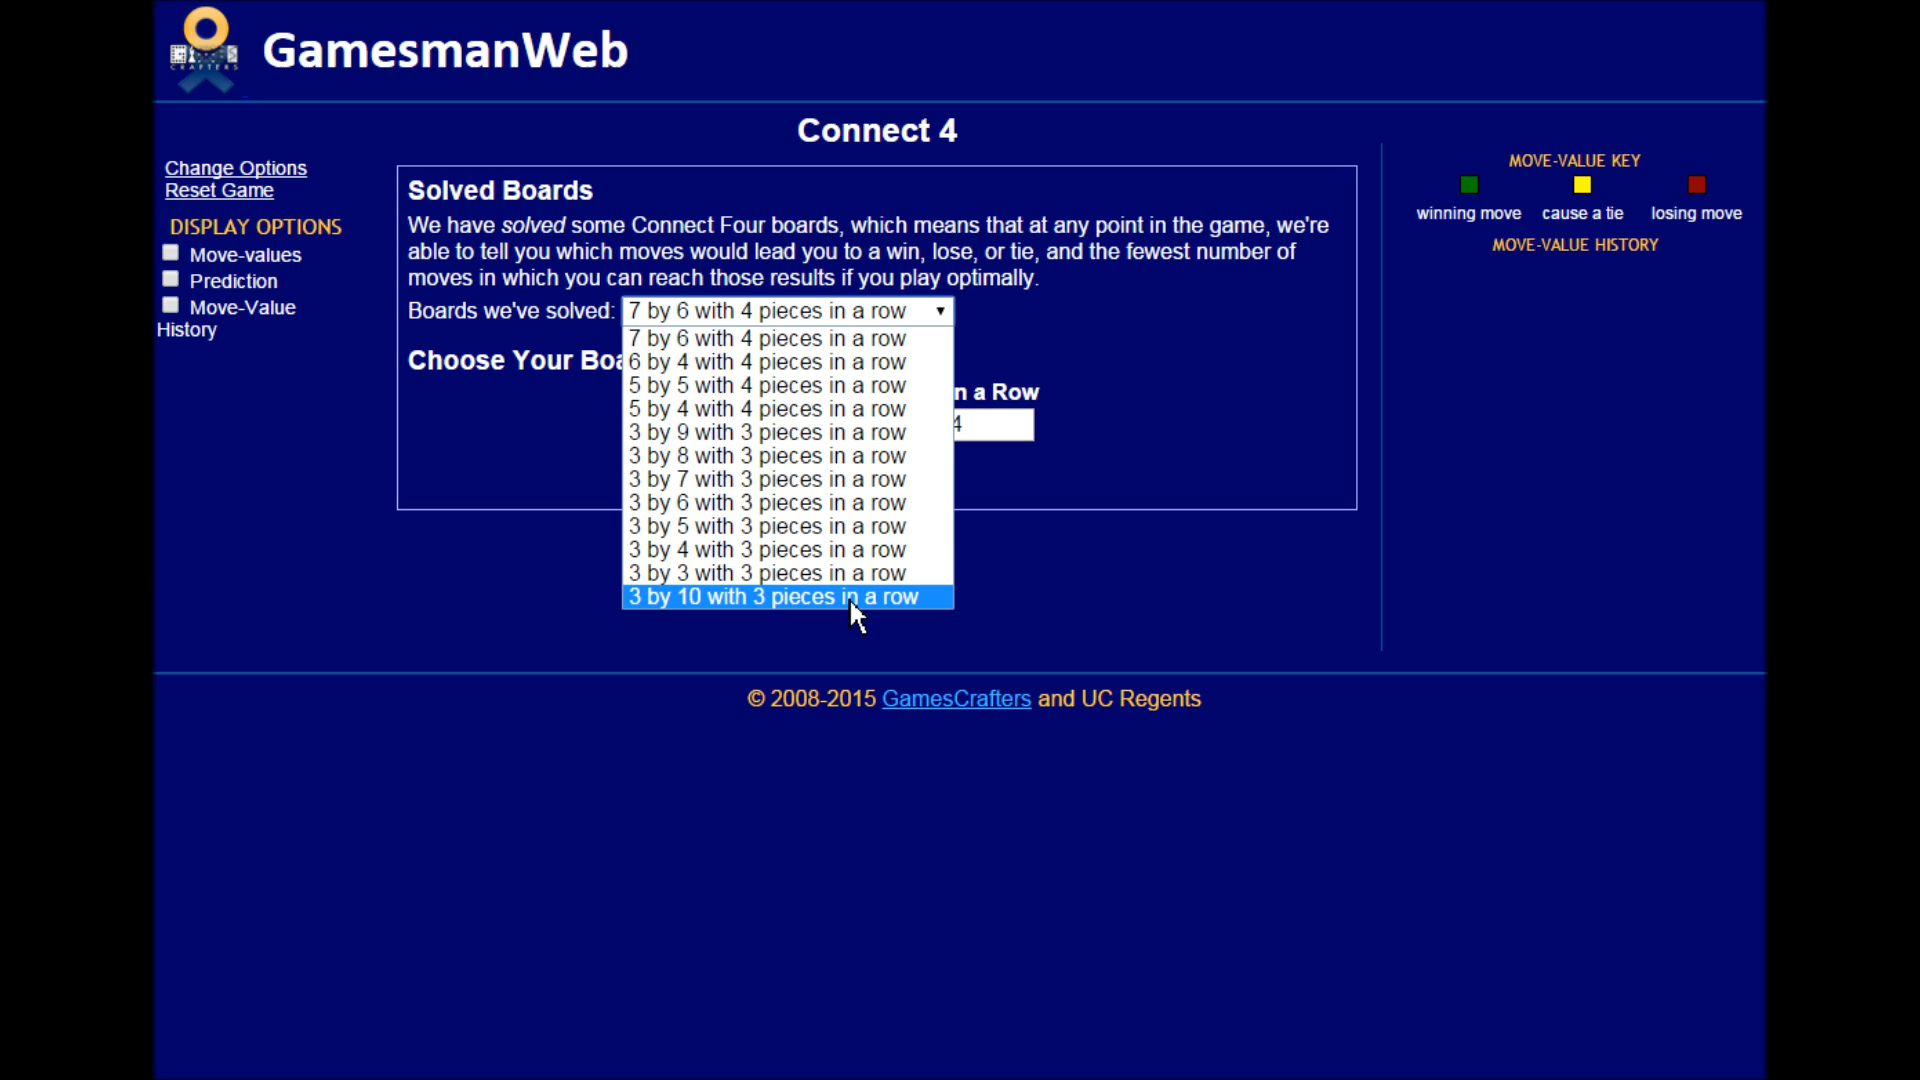 GamesmanWeb
CRAFTERS
Connect 4
Change Options
Reset Game
DISPLAY OPTIONS
Move-values
Prediction
Move-Value
History
Solved Boards
We have solved some Connect Four boards, which means that at any point in the game, we're
able to tell you which moves would lead you to a win, lose, or tie, and the fewest number of
moves in which you can reach those results if you play optimally.
Boards we've solved: 7 by 6 with 4 pieces in a row
7 by 6 with 4 pieces in a row
6 by 4 with 4 pieces in a row
5 by 5 with 4 pieces in a row
5 by 4 with 4 pieces in a row
3 by 9 with 3 pieces in a row
3 by 8 with 3 pieces in a row
3 by 7 with 3 pieces in a row
3 by 6 with 3 pieces in a row
3 by 5 with 3 pieces in a row
3 by 4 with 3 pieces in a row
3 by 3 with 3 pieces in a row
3 by 10 with 3 pieces in a row
Choose Your
a Row
4
MOVE-VALUE KEY
winning move cause a tie losing move
MOVE-VALUE HISTORY
© 2008-2015 GamesCrafters and UC Regents